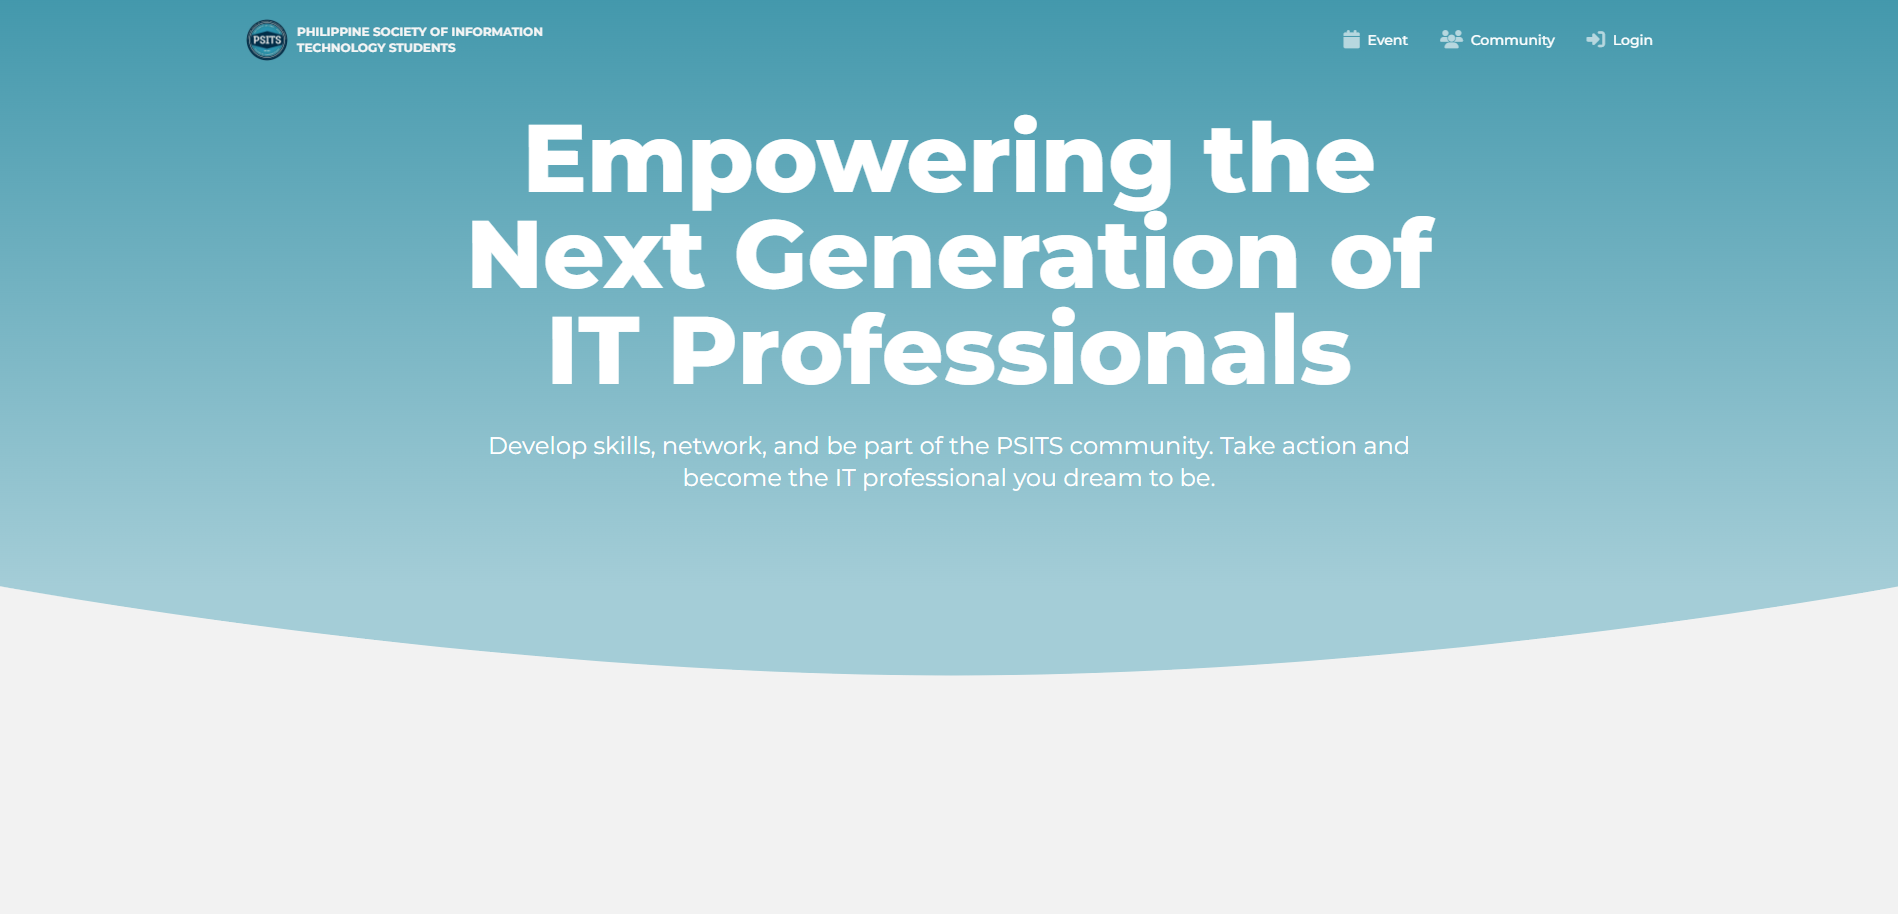 PSITS
PHILIPPINE SOCIETY OF INFORMATION
TECHNOLOGY STUDENTS
Event
Community
Login
Empowering the
Next Generation of
IT Professionals
Develop skills, network, and be part of the PSITS community. Take action and
become the IT professional you dream to be.